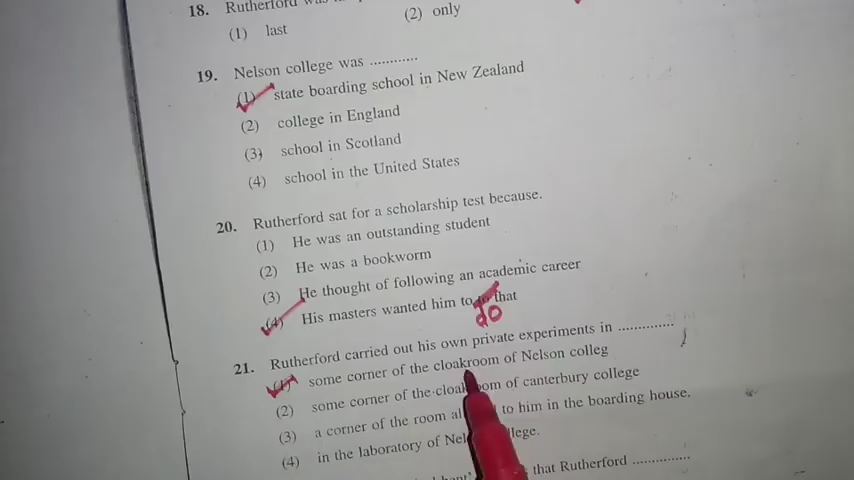 18. Rutherford was
(1) last (2) only
19. Nelson college was ............
(1) state boarding school in New Zealand
(2) college in England
(3) school in Scotland
(4) school in the United States
20. Rutherford sat for a scholarship test because.
(1) He was an outstanding student
(2) He was a bookworm
(3) He thought of following an academic career
(4) His masters wanted him to to that
do
21. Rutherford carried out his own private experiments in ..............
(1) some corner of the cloakroom of Nelson colleg
(2) some corner of the cloakroom of canterbury college
(3) a corner of the room to him in the boarding house.
(4) in the laboratory of
that Rutherford ..............